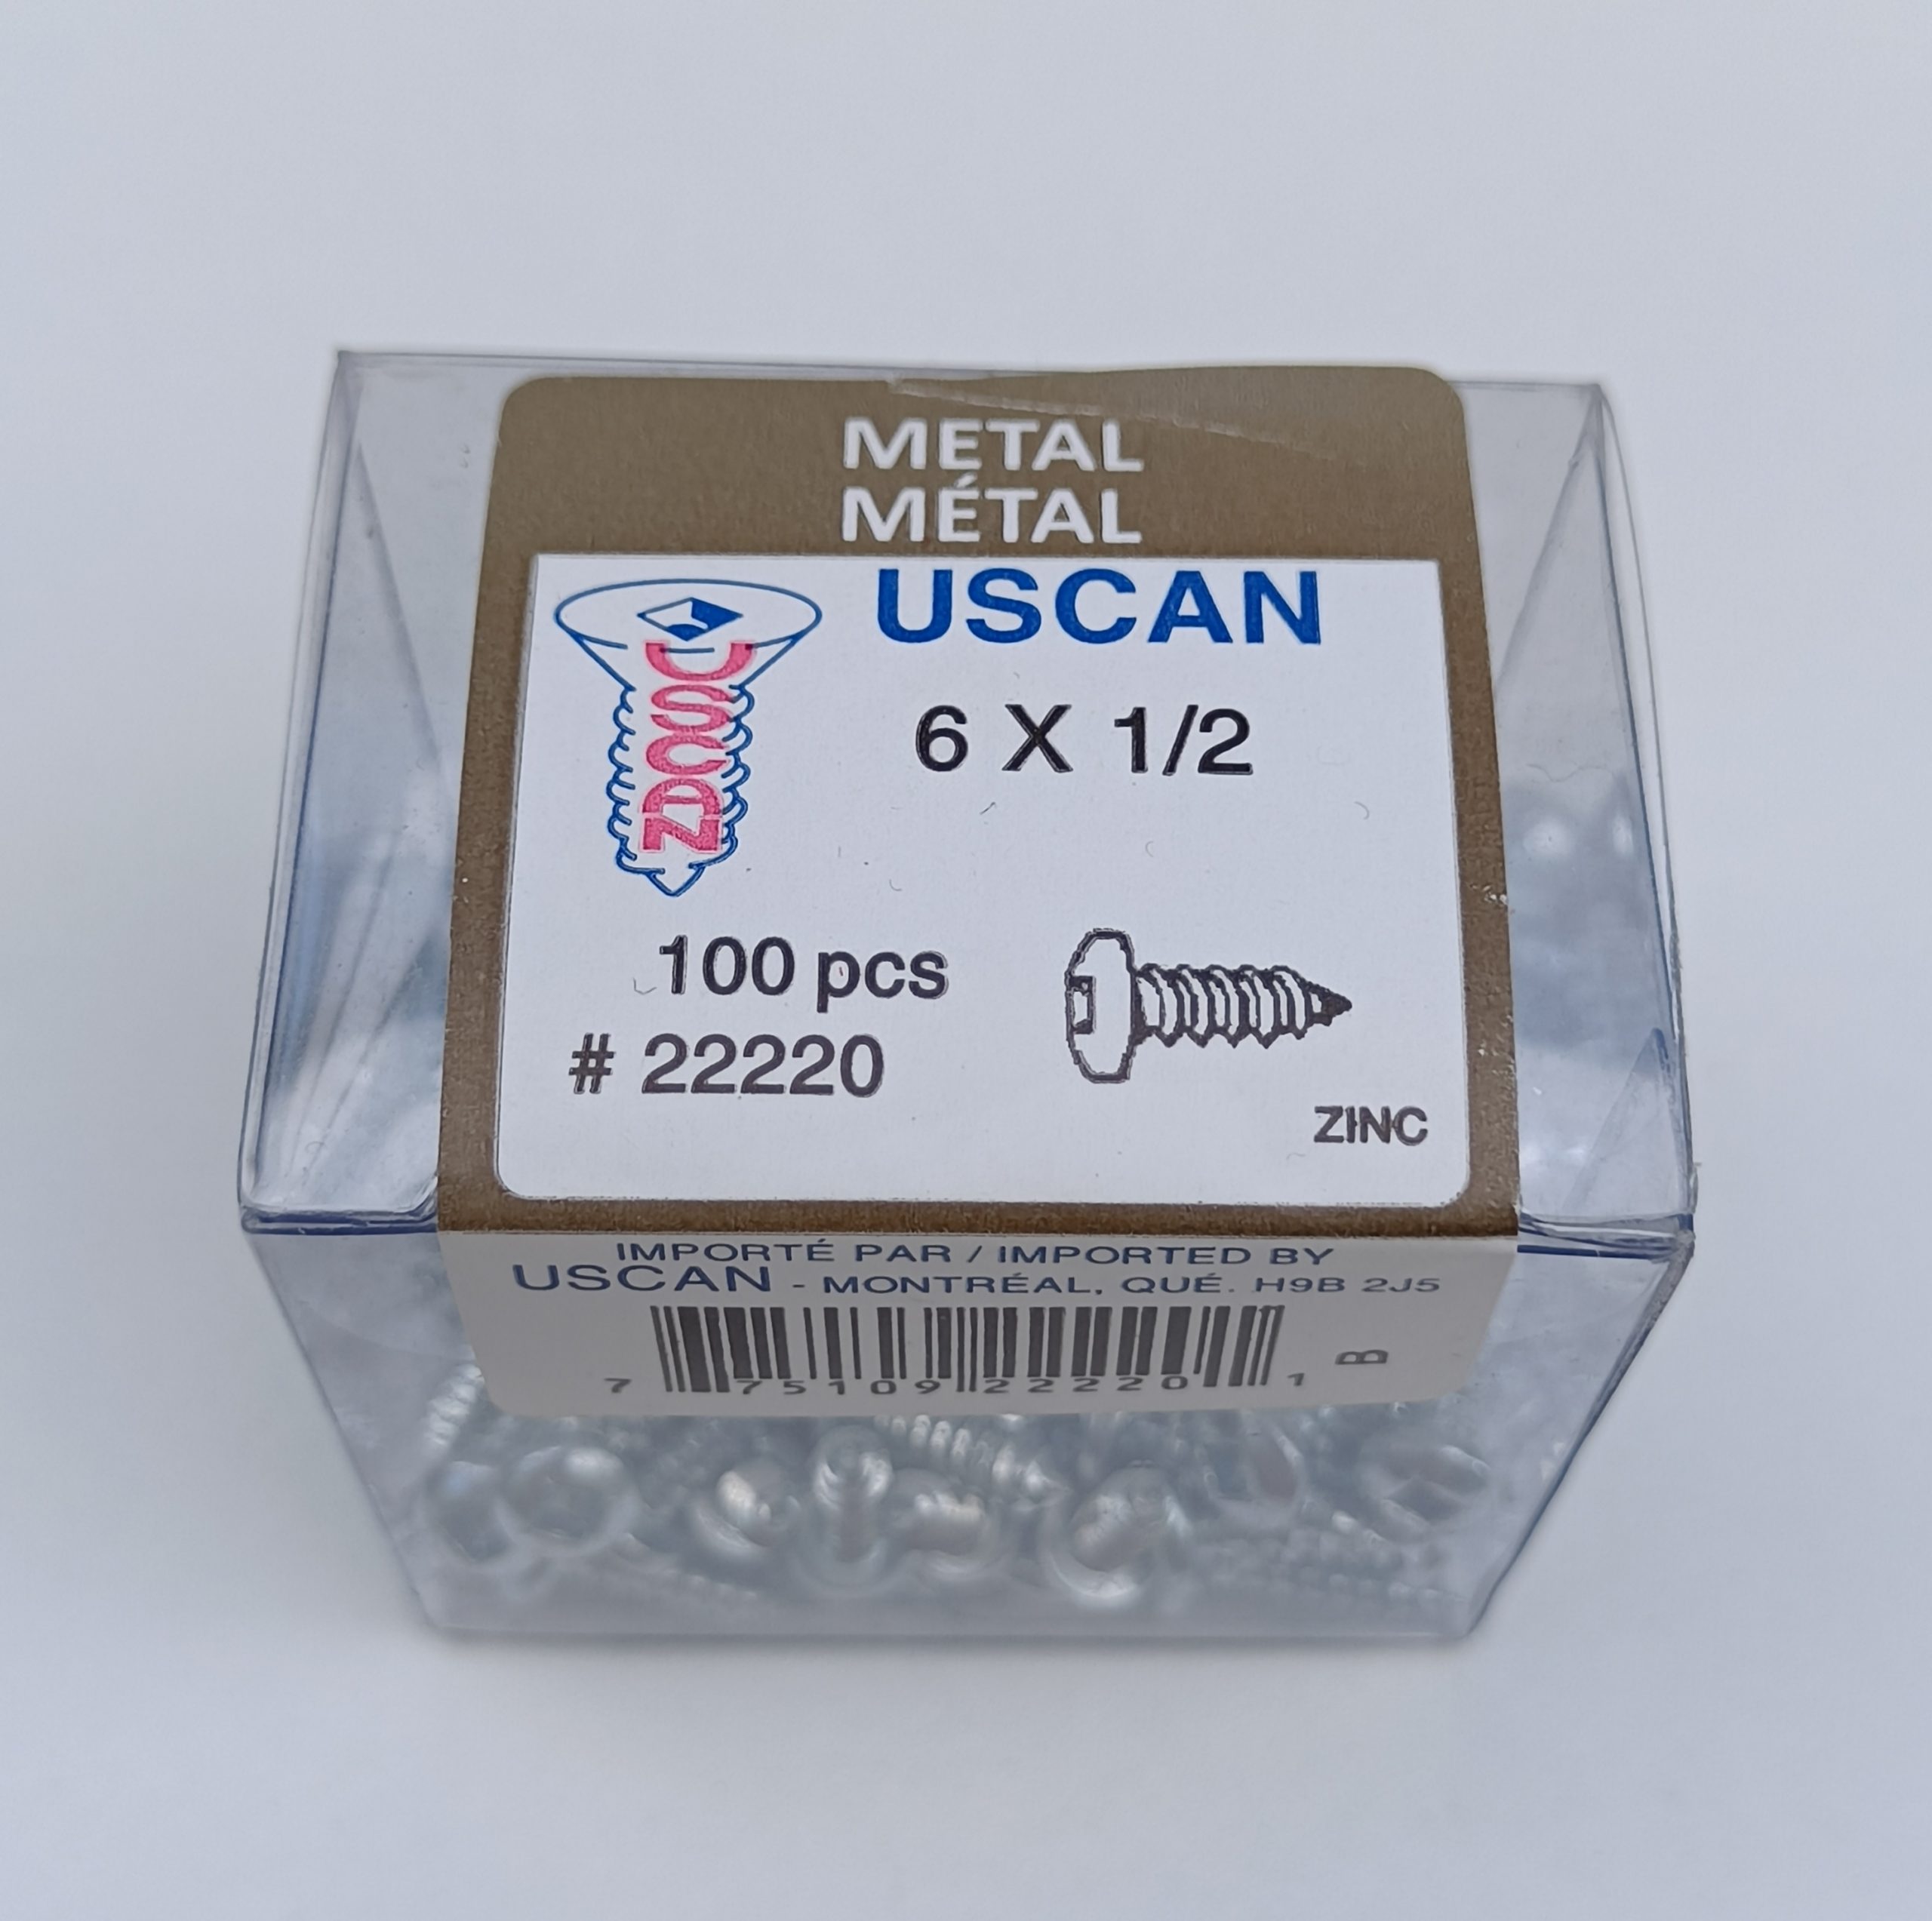 METAL
MÉTAL
USCAN
USCAN
6 X 1/2
100 pcs
# 22220
ZINC
IMPORTÉ PAR / IMPORTED BY
USCAN - MONTRÉAL, QUÉ. H9B 2J5
7 75109 22220 1
B